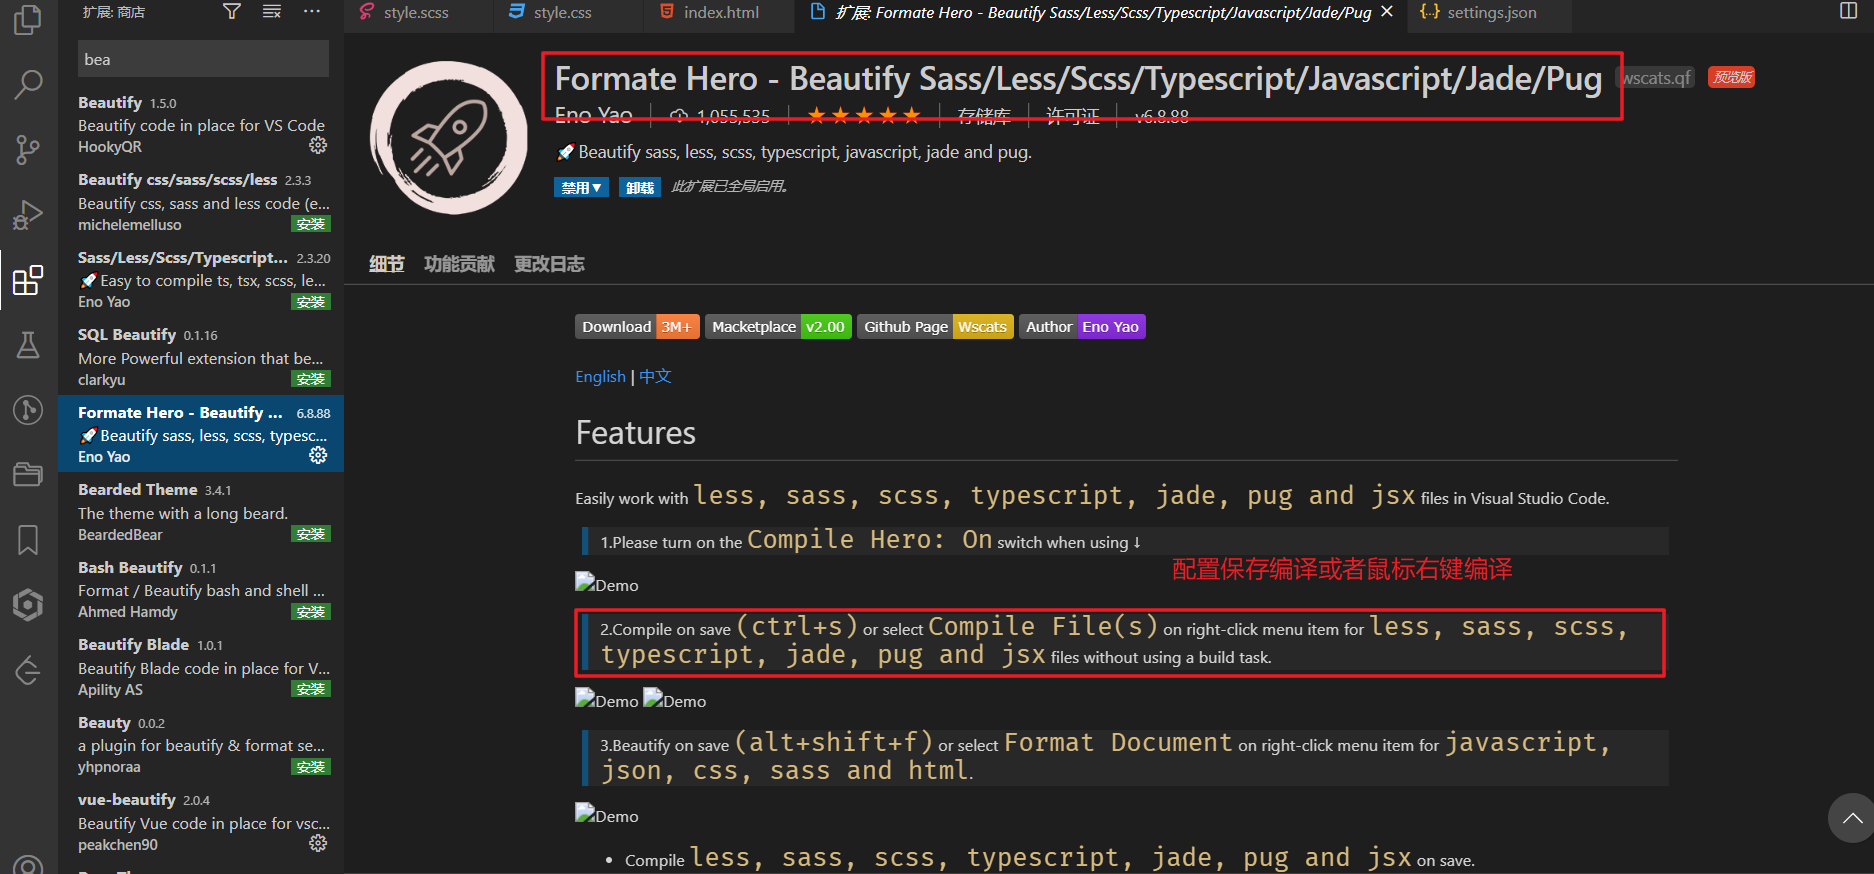 扩展: 商店
style.scss
style.css
index.html
扩展: Formate Hero - Beautify Sass/Less/Scss/Typescript/Javascript/Jade/Pug
settings.json
bea
Beautify 1.5.0
Beautify code in place for VS Code
HookyQR
Beautify css/sass/scss/less 2.3.3
Beautify css, sass and less code (e...
michelemelluso 安装
Sass/Less/Scss/Typescript... 2.3.20
🚀Easy to compile ts, tsx, scss, le...
Eno Yao 安装
SQL Beautify 0.1.16
More Powerful extension that be...
clarkyu 安装
Formate Hero - Beautify ... 6.8.88
🚀Beautify sass, less, scss, typesc...
Eno Yao
Bearded Theme 3.4.1
The theme with a long beard.
BeardedBear 安装
Bash Beautify 0.1.1
Format / Beautify bash and shell ...
Ahmed Hamdy 安装
Beautify Blade 1.0.1
Beautify Blade code in place for V...
Apility AS 安装
Beauty 0.0.2
a plugin for beautify & format se...
yhpnoraa 安装
vue-beautify 2.0.4
Beautify Vue code in place for vsc...
peakchen90
Formate Hero - Beautify Sass/Less/Scss/Typescript/Javascript/Jade/Pug wscats.qf 预览版
Eno Yao 1,055,535 ★★★★★ 存储库 许可证 v6.8.88
🚀Beautify sass, less, scss, typescript, javascript, jade and pug.
禁用▼ 卸载 此扩展已全局启用。
细节 功能贡献 更改日志
Download 3M+ Macketplace v2.00 Github Page Wscats Author Eno Yao
English | 中文
Features
Easily work with less, sass, scss, typescript, jade, pug and jsx files in Visual Studio Code.
1.Please turn on the Compile Hero: On switch when using ↓
配置保存编译或者鼠标右键编译
Demo
2.Compile on save (ctrl+s) or select Compile File(s) on right-click menu item for less, sass, scss,
typescript, jade, pug and jsx files without using a build task.
Demo Demo
3.Beautify on save (alt+shift+f) or select Format Document on right-click menu item for javascript,
json, css, sass and html.
Demo
• Compile less, sass, scss, typescript, jade, pug and jsx on save.